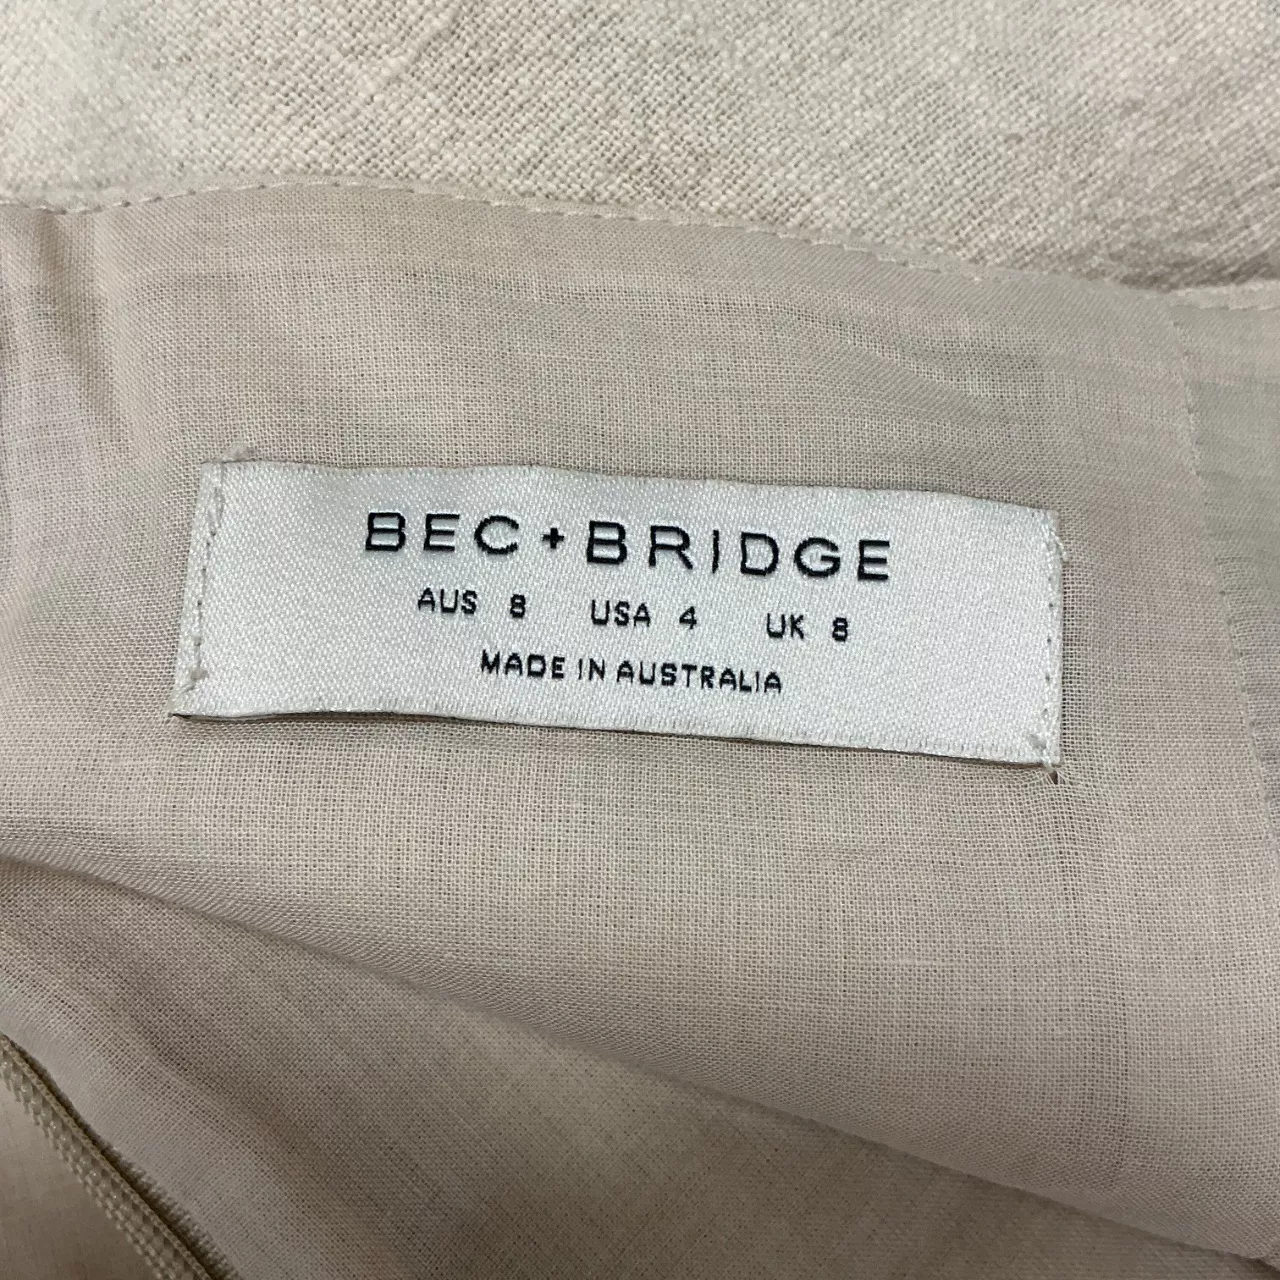 BEC+BRIDGE
AUS 8 USA 4 UK 8
MADE IN AUSTRALIA